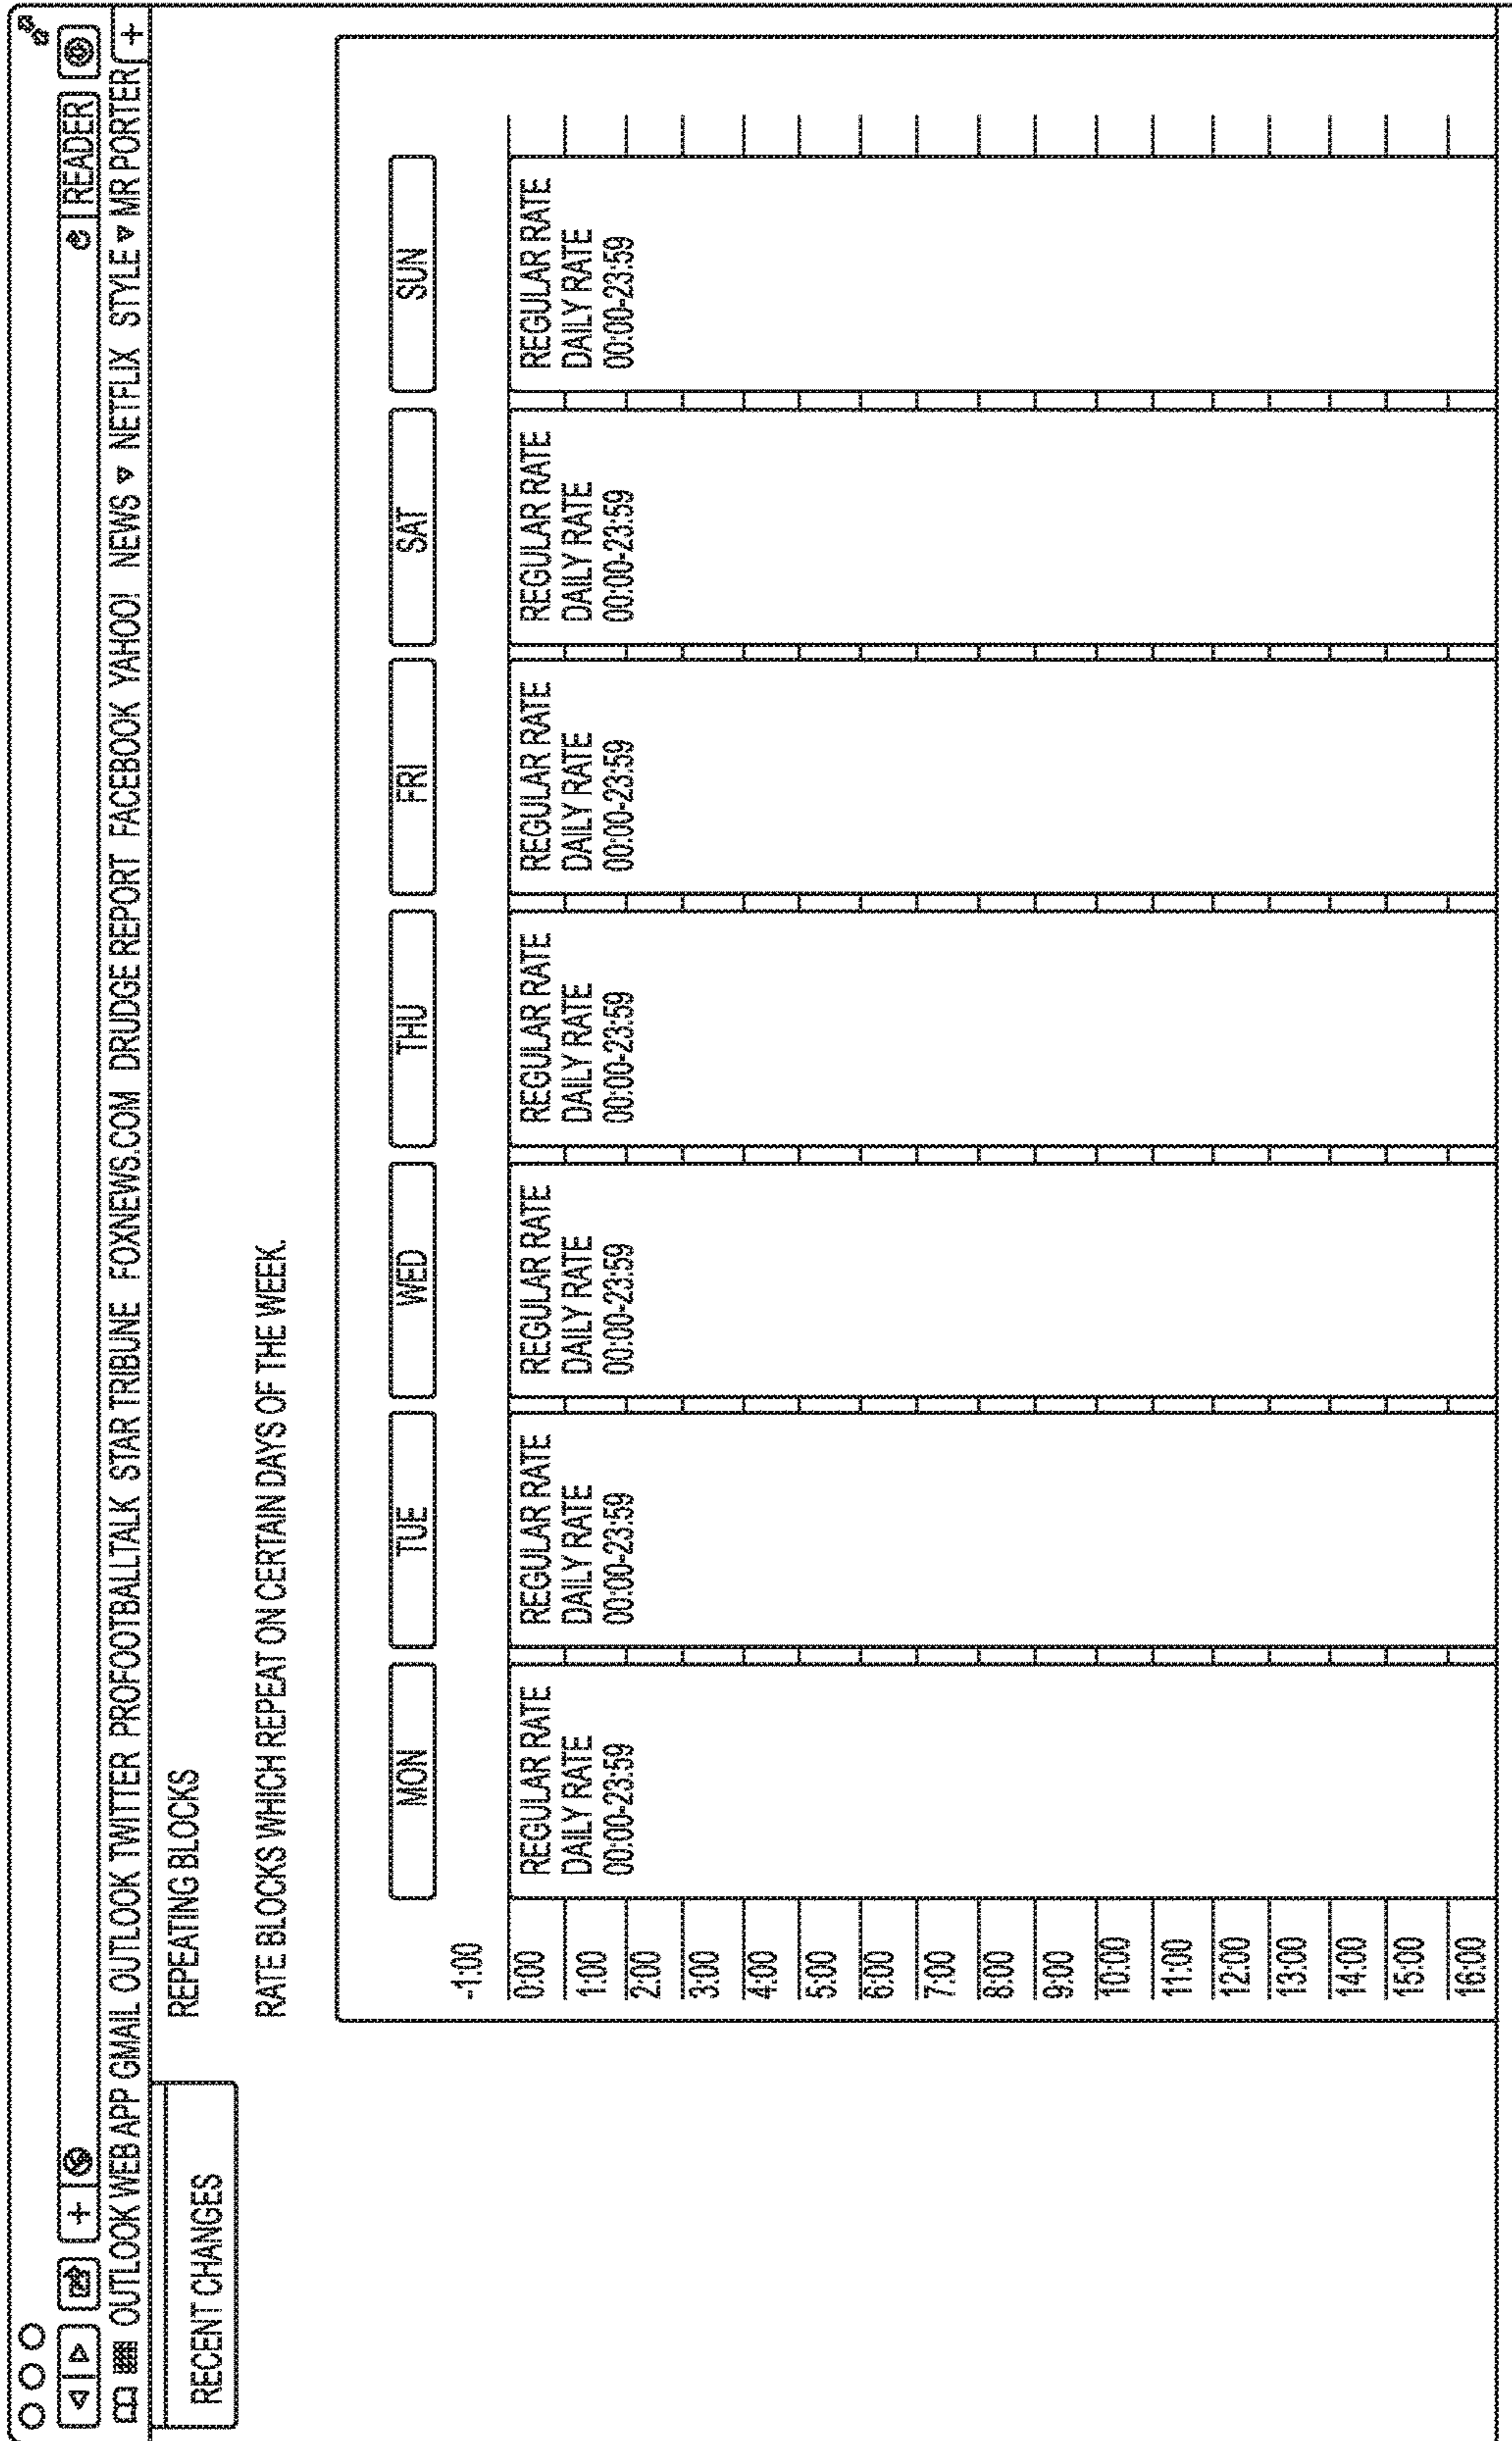 READER
OUTLOOK WEB APP GMAIL OUTLOOK TWITTER PROFOOTBALLTALK STAR TRIBUNE FOXNEWS.COM DRUDGE REPORT FACEBOOK YAHOO! NEWS NETFLIX STYLE MR PORTER +
RECENT CHANGES
REPEATING BLOCKS
RATE BLOCKS WHICH REPEAT ON CERTAIN DAYS OF THE WEEK.
MON TUE WED THU FRI SAT SUN
-1:00
0:00
REGULAR RATE REGULAR RATE REGULAR RATE REGULAR RATE REGULAR RATE REGULAR RATE REGULAR RATE
1:00 DAILY RATE DAILY RATE DAILY RATE DAILY RATE DAILY RATE DAILY RATE DAILY RATE
00:00-23:59 00:00-23:59 00:00-23:59 00:00-23:59 00:00-23:59 00:00-23:59 00:00-23:59
2:00
3:00
4:00
5:00
6:00
7:00
8:00
9:00
10:00
11:00
12:00
13:00
14:00
15:00
16:00